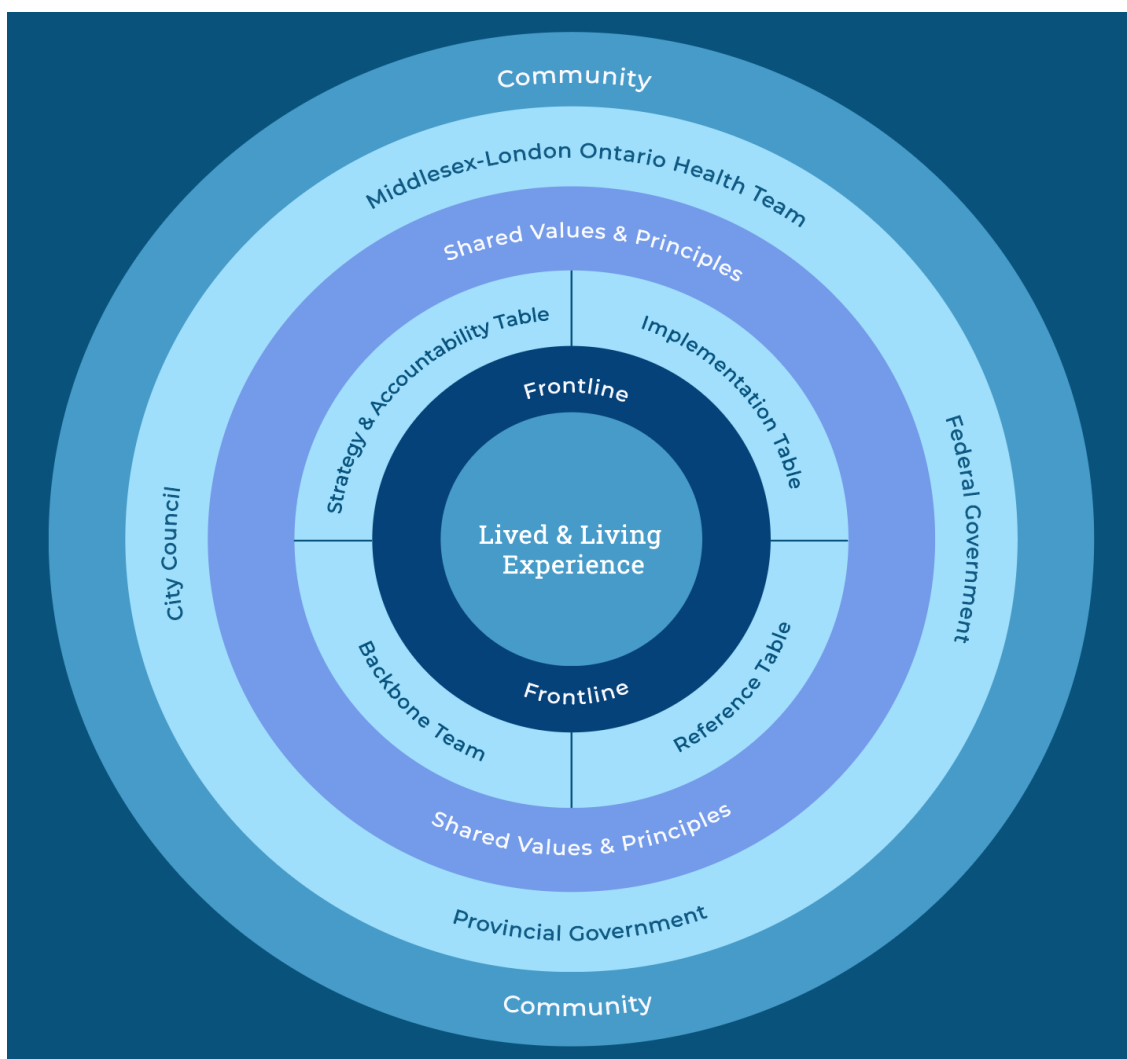 Community
Middlesex-London Ontario Health Team
Shared Values & Principles
Strategy & Accountability Table
Implementation Table
Frontline
City Council
Lived & Living
Experience
Federal Government
Frontline
Backbone Team
Reference Table
Shared Values & Principles
Provincial Government
Community